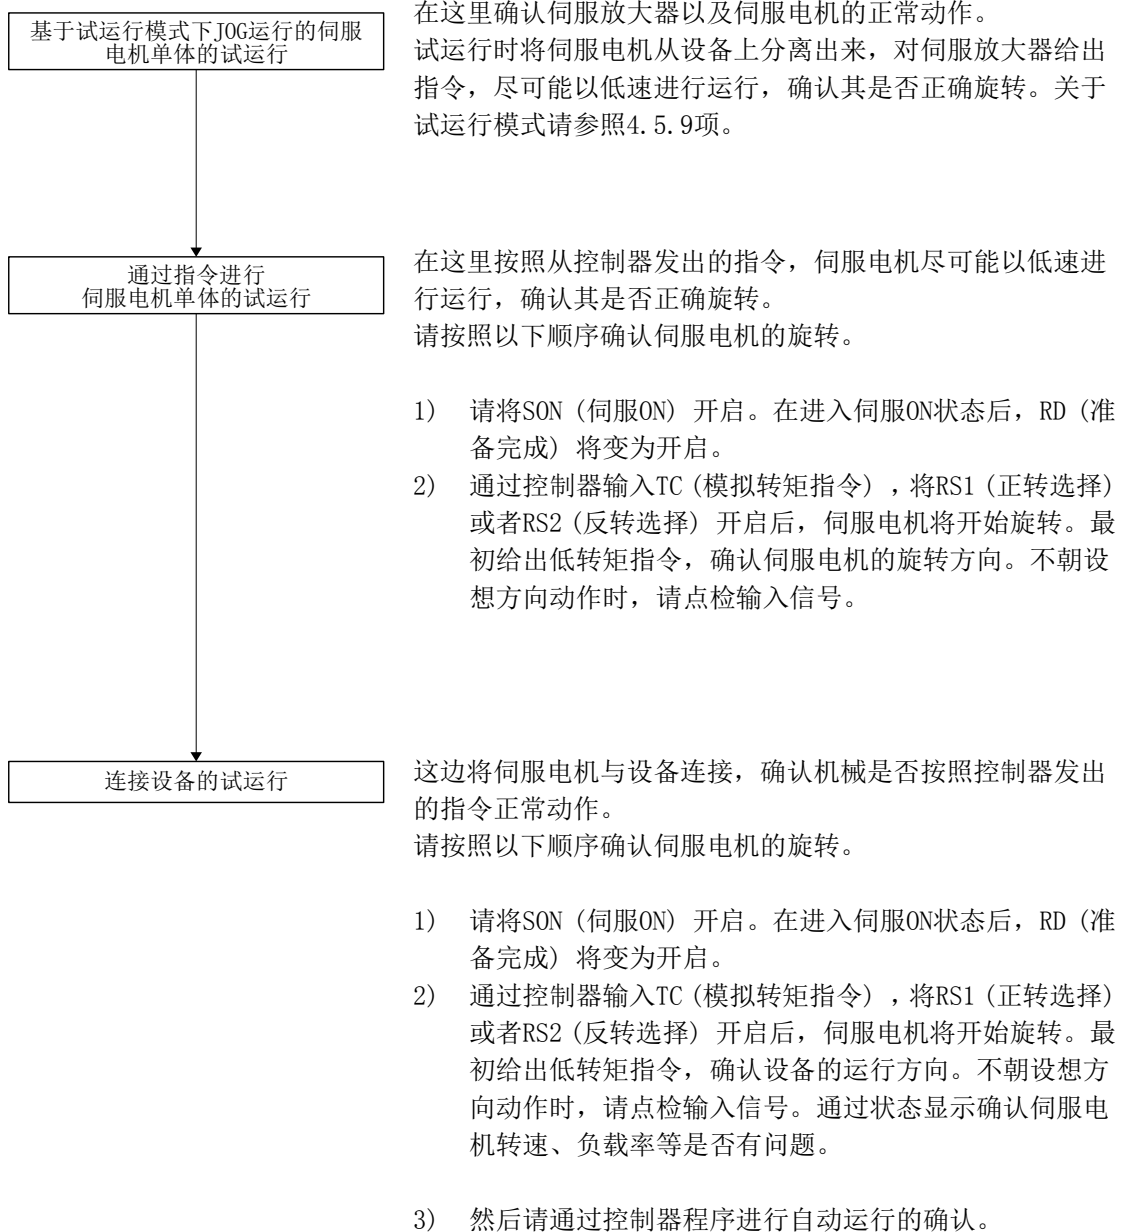 基于试运行模式下JOG运行的伺服
电机单体的试运行
在这里确认伺服放大器以及伺服电机的正常动作。
试运行时将伺服电机从设备上分离出来，对伺服放大器给出
指令，尽可能以低速进行运行，确认其是否正确旋转。关于
试运行模式请参照4.5.9项。
通过指令进行
伺服电机单体的试运行
在这里按照从控制器发出的指令，伺服电机尽可能以低速进
行运行，确认其是否正确旋转。
请按照以下顺序确认伺服电机的旋转。
1) 请将SON (伺服ON) 开启。在进入伺服ON状态后，RD (准
备完成) 将变为开启。
2) 通过控制器输入TC (模拟转矩指令) ，将RS1 (正转选择)
或者RS2 (反转选择) 开启后，伺服电机将开始旋转。最
初给出低转矩指令，确认伺服电机的旋转方向。不朝设
想方向动作时，请点检输入信号。
连接设备的试运行
这边将伺服电机与设备连接，确认机械是否按照控制器发出
的指令正常动作。
请按照以下顺序确认伺服电机的旋转。
1) 请将SON (伺服ON) 开启。在进入伺服ON状态后，RD (准
备完成) 将变为开启。
2) 通过控制器输入TC (模拟转矩指令) ，将RS1 (正转选择)
或者RS2 (反转选择) 开启后，伺服电机将开始旋转。最
初给出低转矩指令，确认设备的运行方向。不朝设想方
向动作时，请点检输入信号。通过状态显示确认伺服电
机转速、负载率等是否有问题。
3) 然后请通过控制器程序进行自动运行的确认。